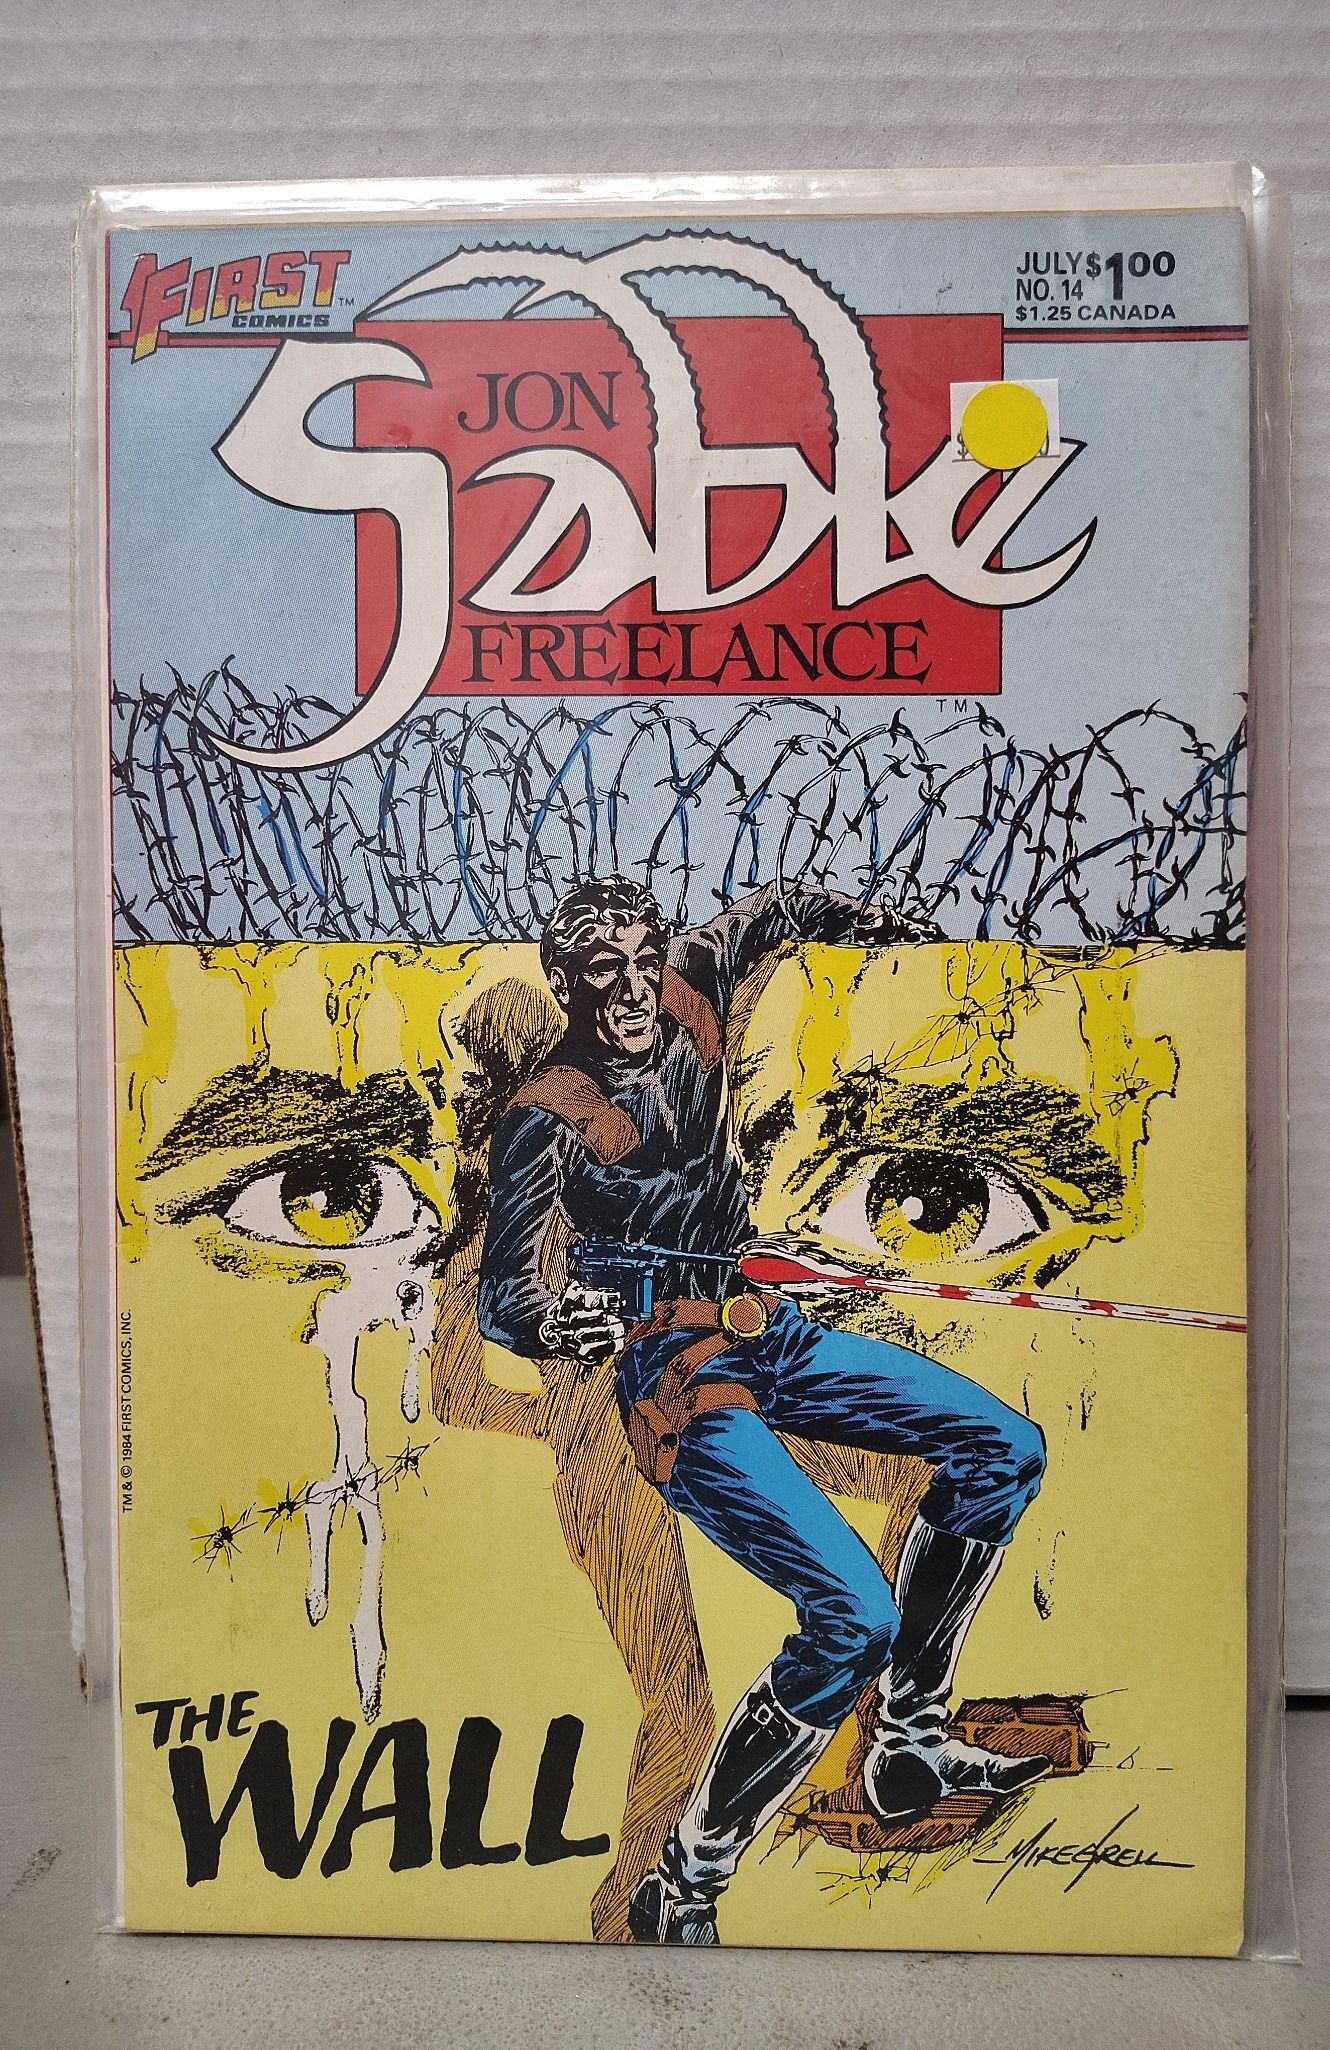 FIRST™
COMICS
JULY $1.00
NO. 14
$1.25 CANADA
JON
Sable
FREELANCE
TM
TM & © 1984 FIRST COMICS, INC.
THE
WALL
MIKE GRELL